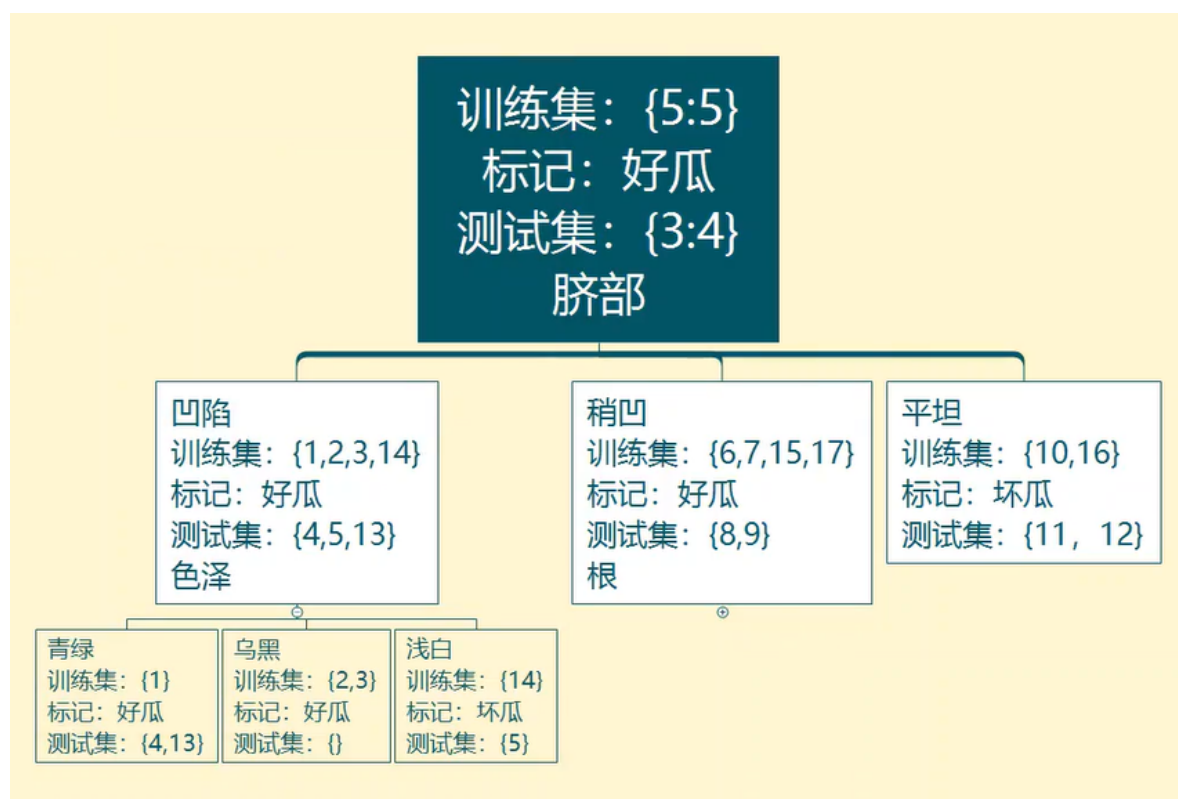 训练集：{5:5}
标记：好瓜
测试集：{3:4}
脐部
凹陷
训练集：{1,2,3,14}
标记：好瓜
测试集：{4,5,13}
色泽
稍凹
训练集：{6,7,15,17}
标记：好瓜
测试集：{8,9}
根
平坦
训练集：{10,16}
标记：坏瓜
测试集：{11，12}
青绿
训练集：{1}
标记：好瓜
测试集：{4,13}
乌黑
训练集：{2,3}
标记：好瓜
测试集：{}
浅白
训练集：{14}
标记：坏瓜
测试集：{5}